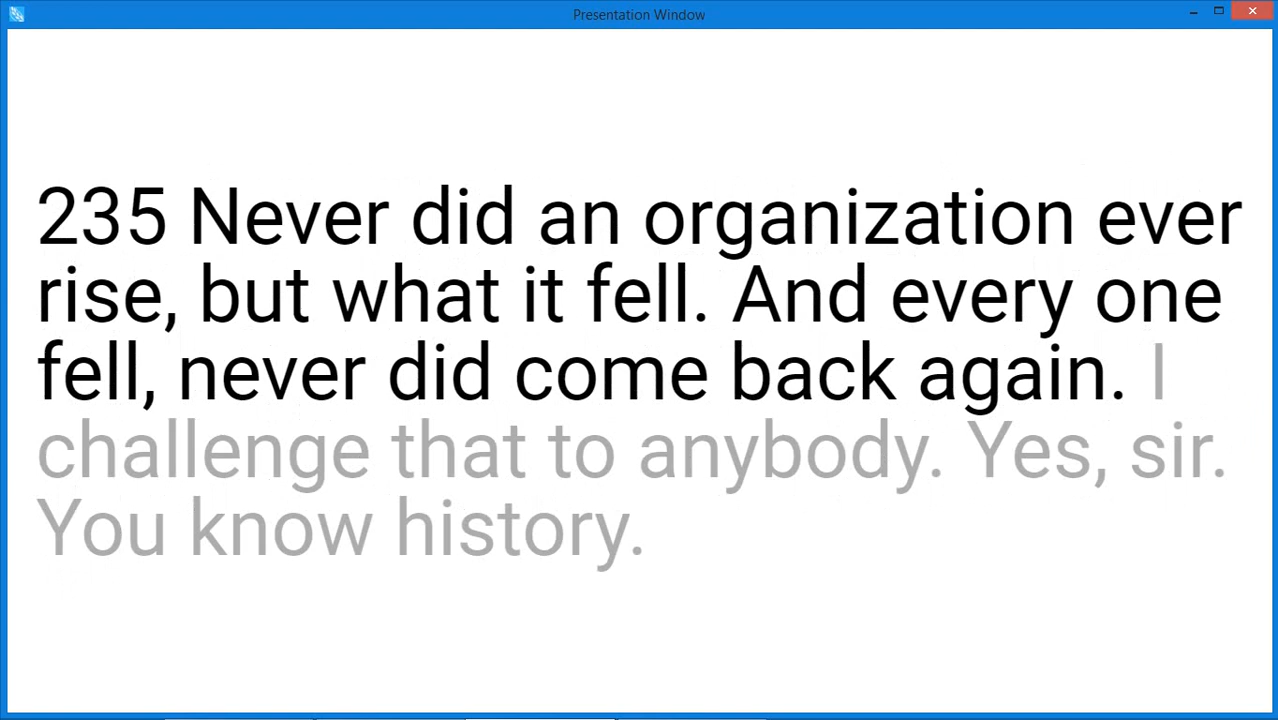 Presentation Window
235 Never did an organization ever
rise, but what it fell. And every one
fell, never did come back again. I
challenge that to anybody. Yes, sir.
You know history.